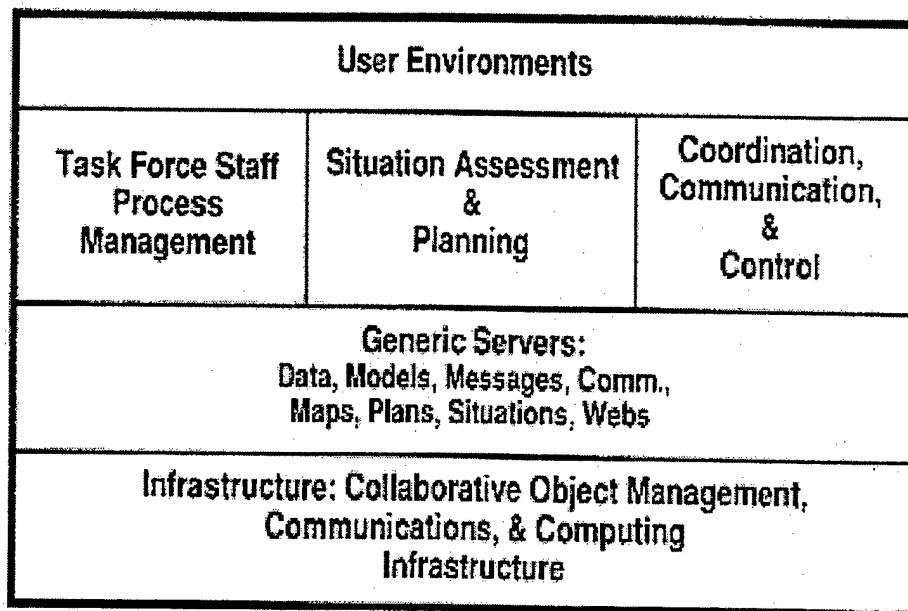 User Environments
Task Force Staff
Process
Management
Situation Assessment
&
Planning
Coordination,
Communication,
&
Control
Generic Servers:
Data, Models, Messages, Comm.,
Maps, Plans, Situations, Webs
Infrastructure: Collaborative Object Management,
Communications, & Computing
Infrastructure